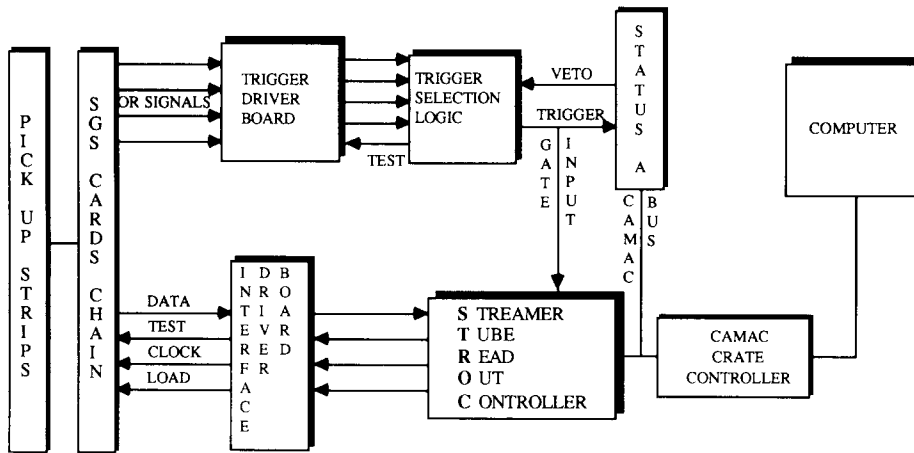 PICK UP STRIPS
SGS CARDS CHAIN
OR SIGNALS
TRIGGER
DRIVER
BOARD
TRIGGER
SELECTION
LOGIC
TEST
VETO
TRIGGER
GATE
INPUT
STATUS A
CAMAC
BUS
COMPUTER
DATA
TEST
CLOCK
LOAD
INTERFACE
DRIVER
BOARD
STREAMER
TUBE
READ
OUT
CONTROLLER
CAMAC
CRATE
CONTROLLER